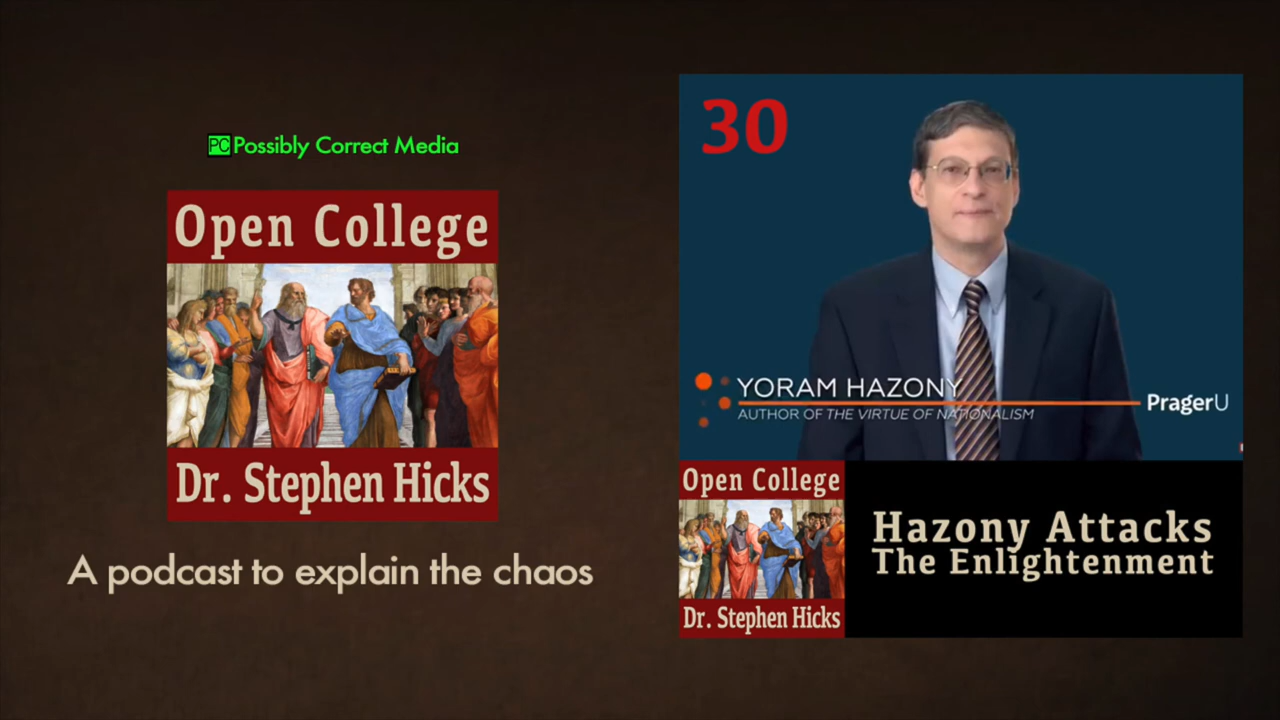 PC Possibly Correct Media
Open College
Dr. Stephen Hicks
A podcast to explain the chaos
30
YORAM HAZONY
AUTHOR OF THE VIRTUE OF NATIONALISM
PragerU
Open College
Dr. Stephen Hicks
Hazony Attacks
The Enlightenment